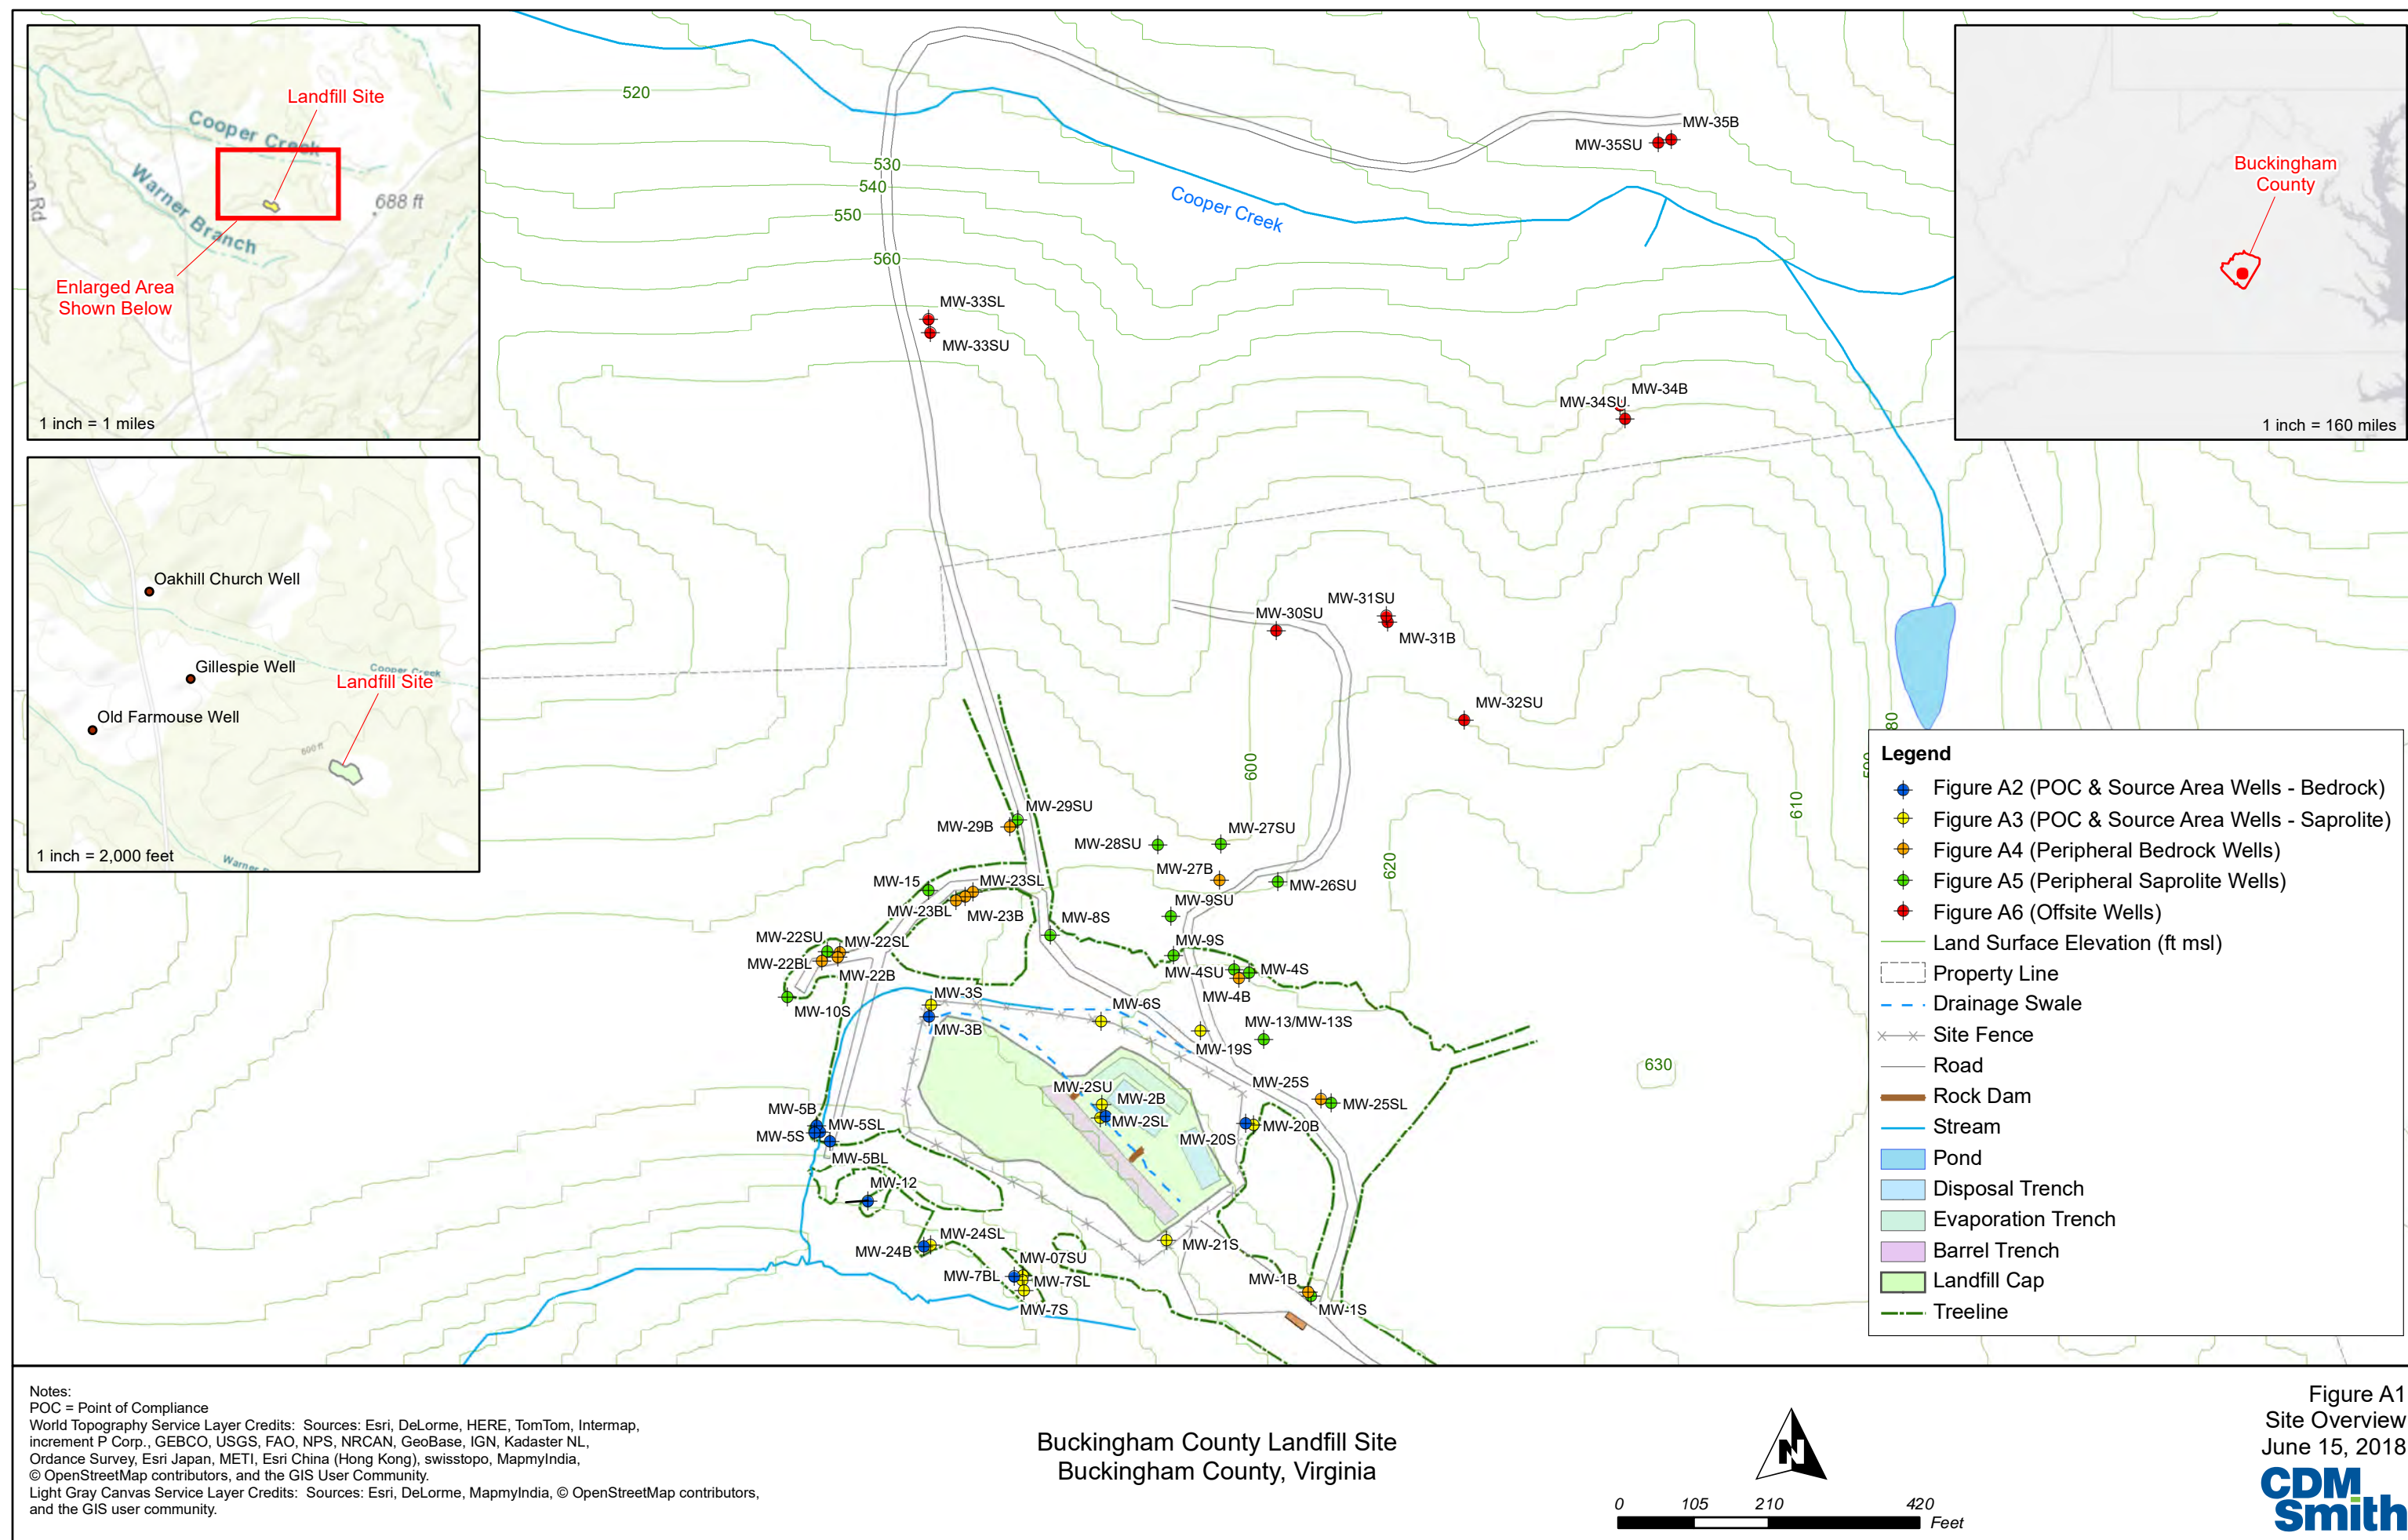 Landfill Site
Cooper Creek
Warner Branch
688 ft
Rd
Enlarged Area
Shown Below
1 inch = 1 miles
Oakhill Church Well
Gillespie Well
Cooper Creek
Landfill Site
Old Farmouse Well
600 ft
Warner
1 inch = 2,000 feet
Buckingham
County
1 inch = 160 miles
520
530
540
550
560
Cooper Creek
MW-35B
MW-35SU
MW-33SL
MW-33SU
MW-34B
MW-34SU
MW-31SU
MW-30SU
MW-31B
MW-32SU
600
610
620
630
80
MW-29SU
MW-29B
MW-28SU
MW-27SU
MW-27B
MW-26SU
MW-15
MW-23SL
MW-23BL
MW-23B
MW-8S
MW-9SU
MW-9S
MW-22SU
MW-22SL
MW-22BL
MW-22B
MW-4SU
MW-4S
MW-4B
MW-10S
MW-3S
MW-3B
MW-6S
MW-13/MW-13S
MW-19S
MW-25S
MW-25SL
MW-2SU
MW-2B
MW-2SL
MW-20S
MW-20B
MW-5B
MW-5SL
MW-5S
MW-5BL
MW-12
MW-24SL
MW-24B
MW-07SU
MW-7BL
MW-7SL
MW-7S
MW-21S
MW-1B
MW-1S
Legend
Figure A2 (POC & Source Area Wells - Bedrock)
Figure A3 (POC & Source Area Wells - Saprolite)
Figure A4 (Peripheral Bedrock Wells)
Figure A5 (Peripheral Saprolite Wells)
Figure A6 (Offsite Wells)
Land Surface Elevation (ft msl)
Property Line
Drainage Swale
Site Fence
Road
Rock Dam
Stream
Pond
Disposal Trench
Evaporation Trench
Barrel Trench
Landfill Cap
Treeline
Notes:
POC = Point of Compliance
World Topography Service Layer Credits: Sources: Esri, DeLorme, HERE, TomTom, Intermap,
increment P Corp., GEBCO, USGS, FAO, NPS, NRCAN, GeoBase, IGN, Kadaster NL,
Ordance Survey, Esri Japan, METI, Esri China (Hong Kong), swisstopo, MapmyIndia,
© OpenStreetMap contributors, and the GIS User Community.
Light Gray Canvas Service Layer Credits: Sources: Esri, DeLorme, MapmyIndia, © OpenStreetMap contributors,
and the GIS user community.
Buckingham County Landfill Site
Buckingham County, Virginia
N
0 105 210 420
Feet
Figure A1
Site Overview
June 15, 2018
CDM
Smith